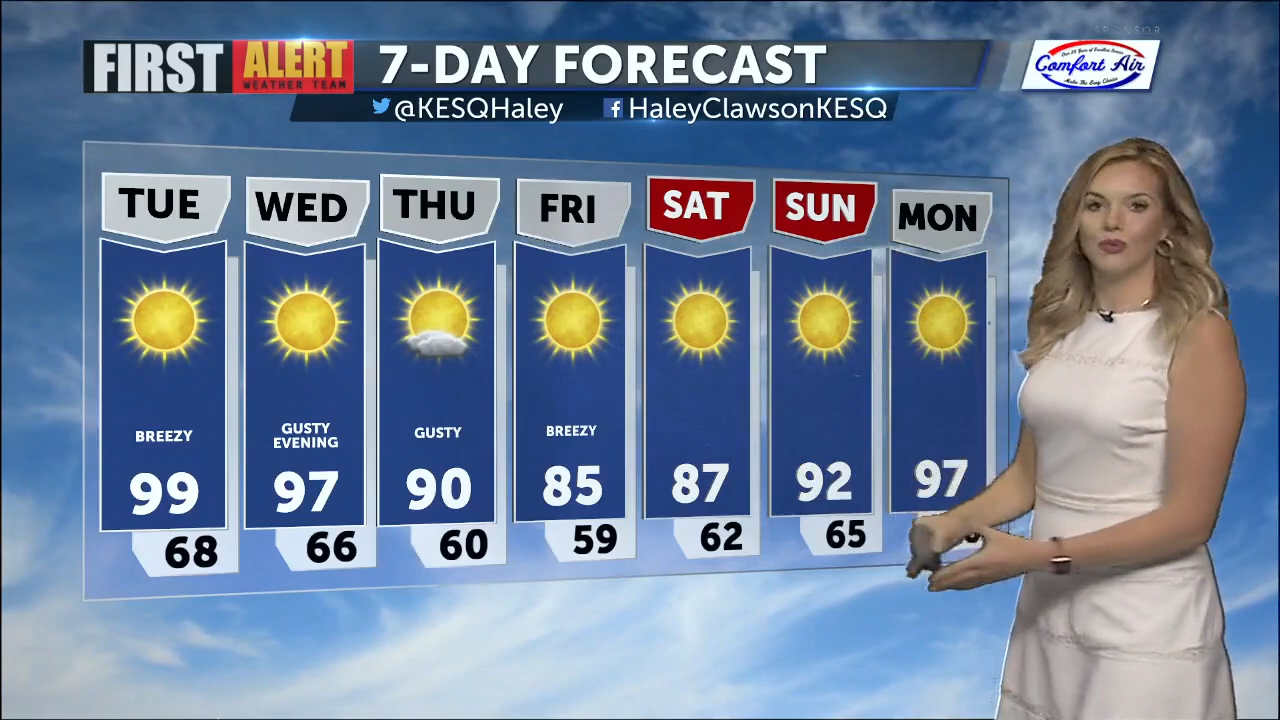 SPONSOR
FIRST ALERT
WEATHER TEAM
7-DAY FORECAST
Comfort Air
@KESQHaley HaleyClawsonKESQ
TUE WED THU FRI SAT SUN MON
BREEZY GUSTY EVENING GUSTY BREEZY
99 97 90 85 87 92 97
68 66 60 59 62 65